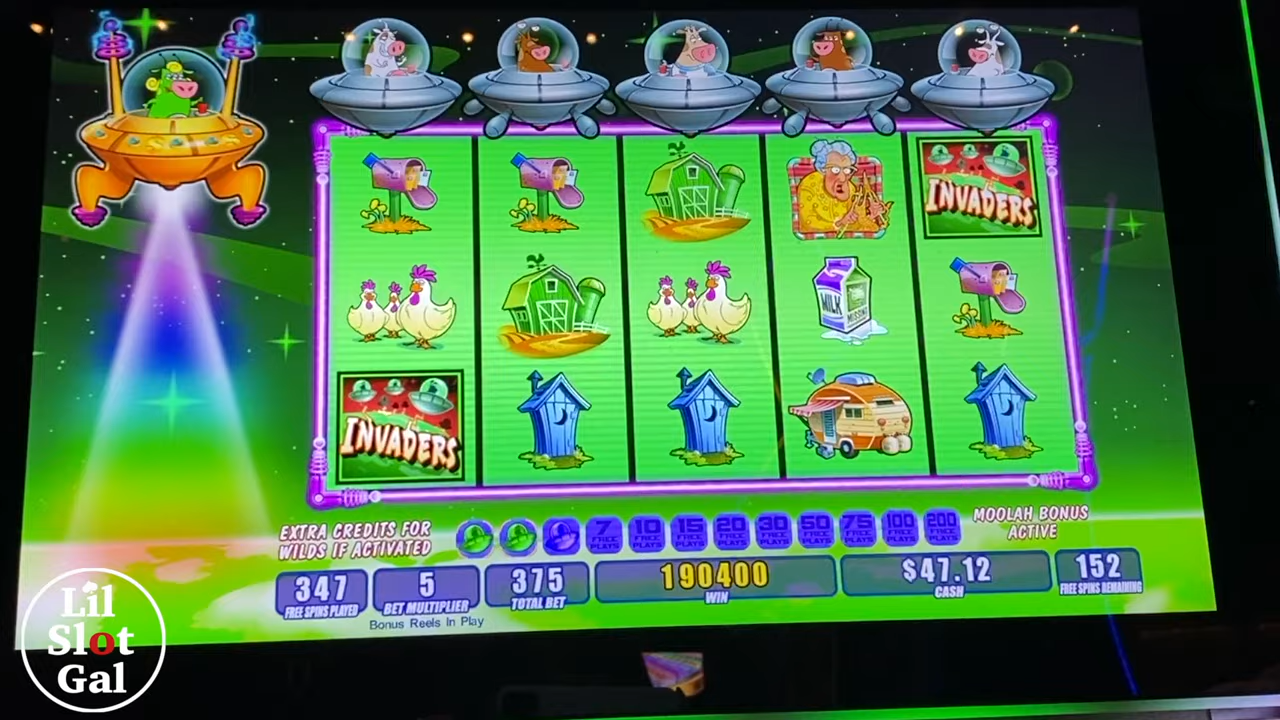 INVADERS
MILK
MISSING
INVADERS
EXTRA CREDITS FOR
WILDS IF ACTIVATED
7
FREE
PLAYS
10
FREE
PLAYS
15
FREE
PLAYS
20
FREE
PLAYS
30
FREE
PLAYS
50
FREE
PLAYS
75
FREE
PLAYS
100
FREE
PLAYS
200
FREE
PLAYS
MOOLAH BONUS
ACTIVE
347
FREE SPINS PLAYED
5
BET MULTIPLIER
375
TOTAL BET
190400
WIN
$47.12
CASH
152
FREE SPINS REMAINING
Bonus Reels In Play
Lil
Slot
Gal